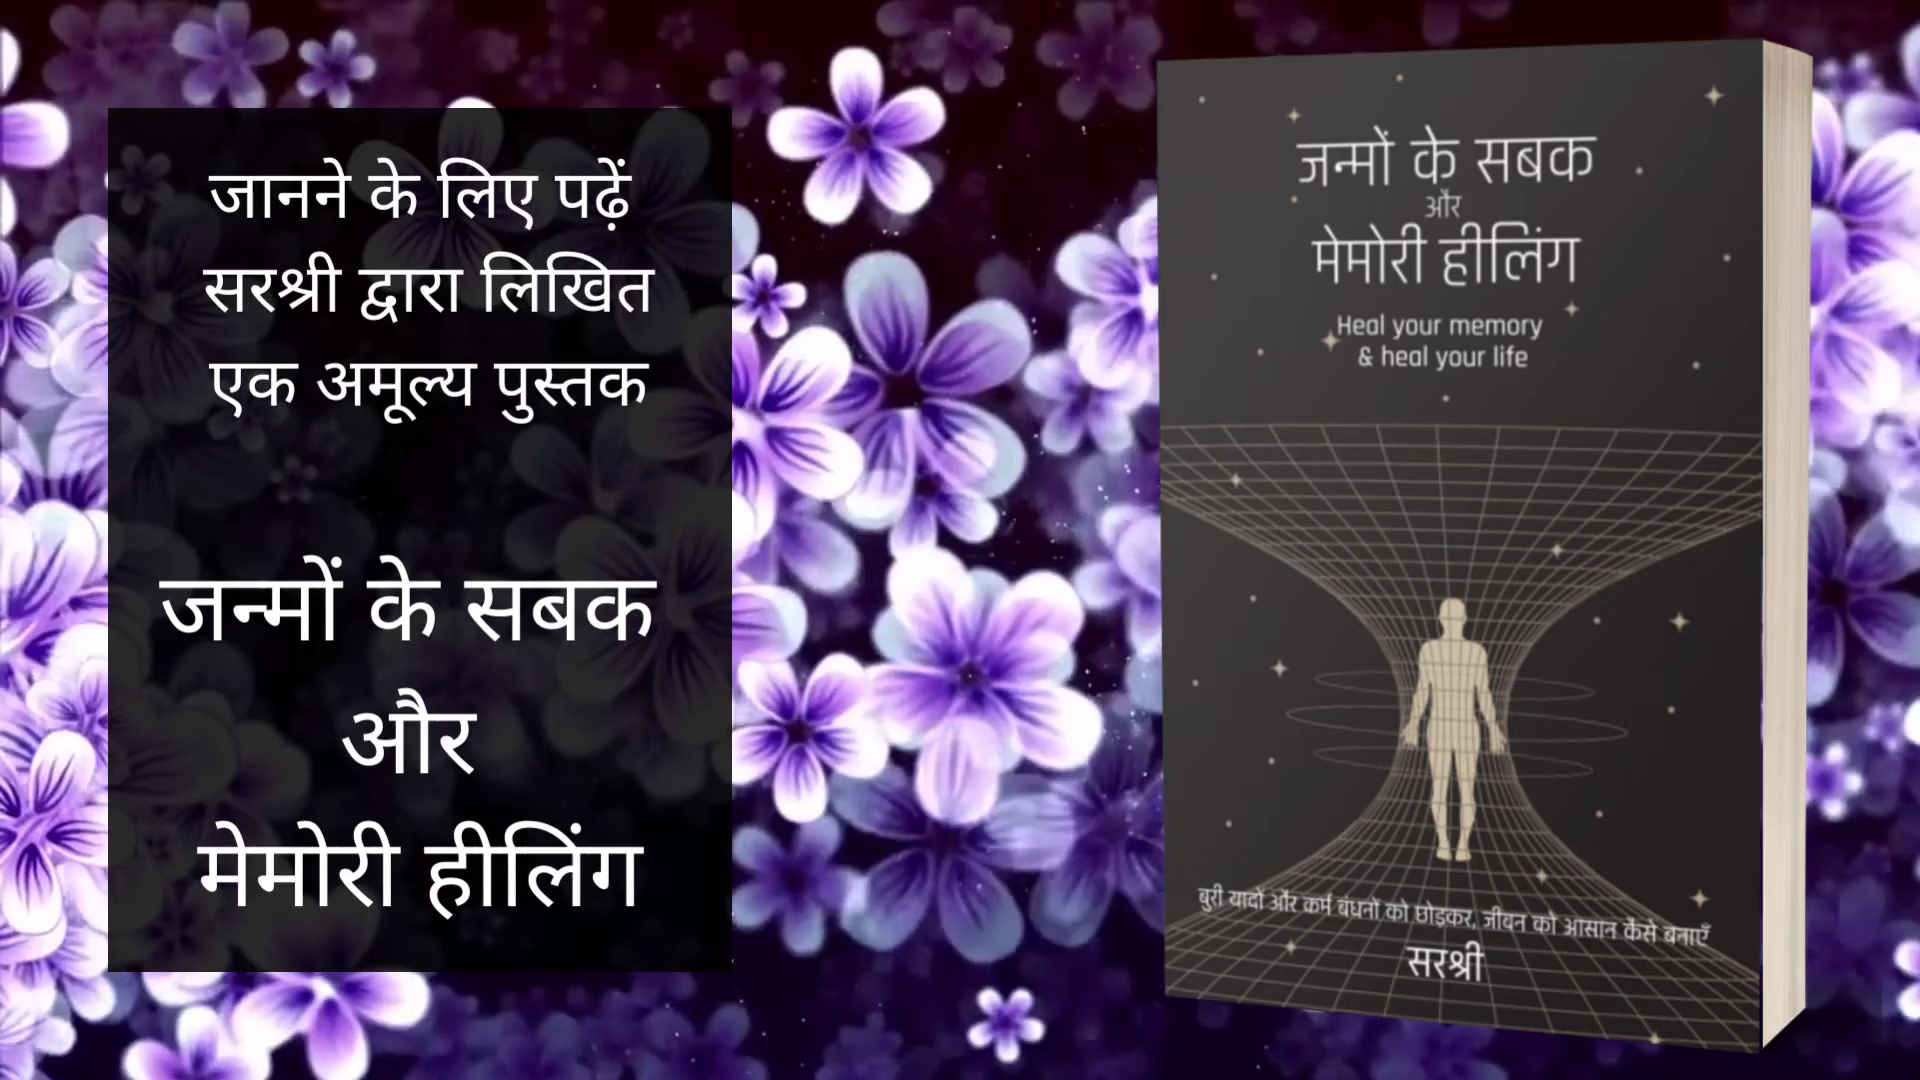 जानने के लिए पढ़ें
सरश्री द्वारा लिखित
एक अमूल्य पुस्तक
जन्मों के सबक
और
मेमोरी हीलिंग
जन्मों के सबक
और
मेमोरी हीलिंग
Heal your memory
& heal your life
बुरी यादों और कर्म बंधनों को छोड़कर, जीवन को आसान कैसे बनाएँ
सरश्री